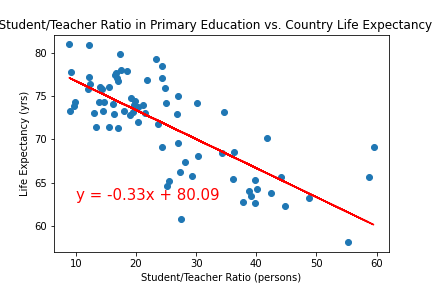 Student/Teacher Ratio in Primary Education vs. Country Life Expectancy
80
75
70
65
60
Life Expectancy (yrs)
y = -0.33x + 80.09
10 20 30 40 50 60
Student/Teacher Ratio (persons)